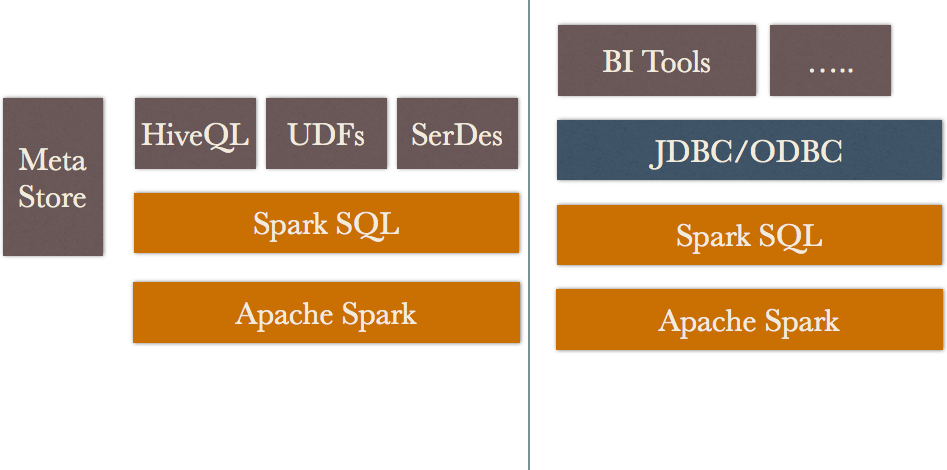 Meta
Store
HiveQL
UDFs
SerDes
Spark SQL
Apache Spark
BI Tools
.....
JDBC/ODBC
Spark SQL
Apache Spark